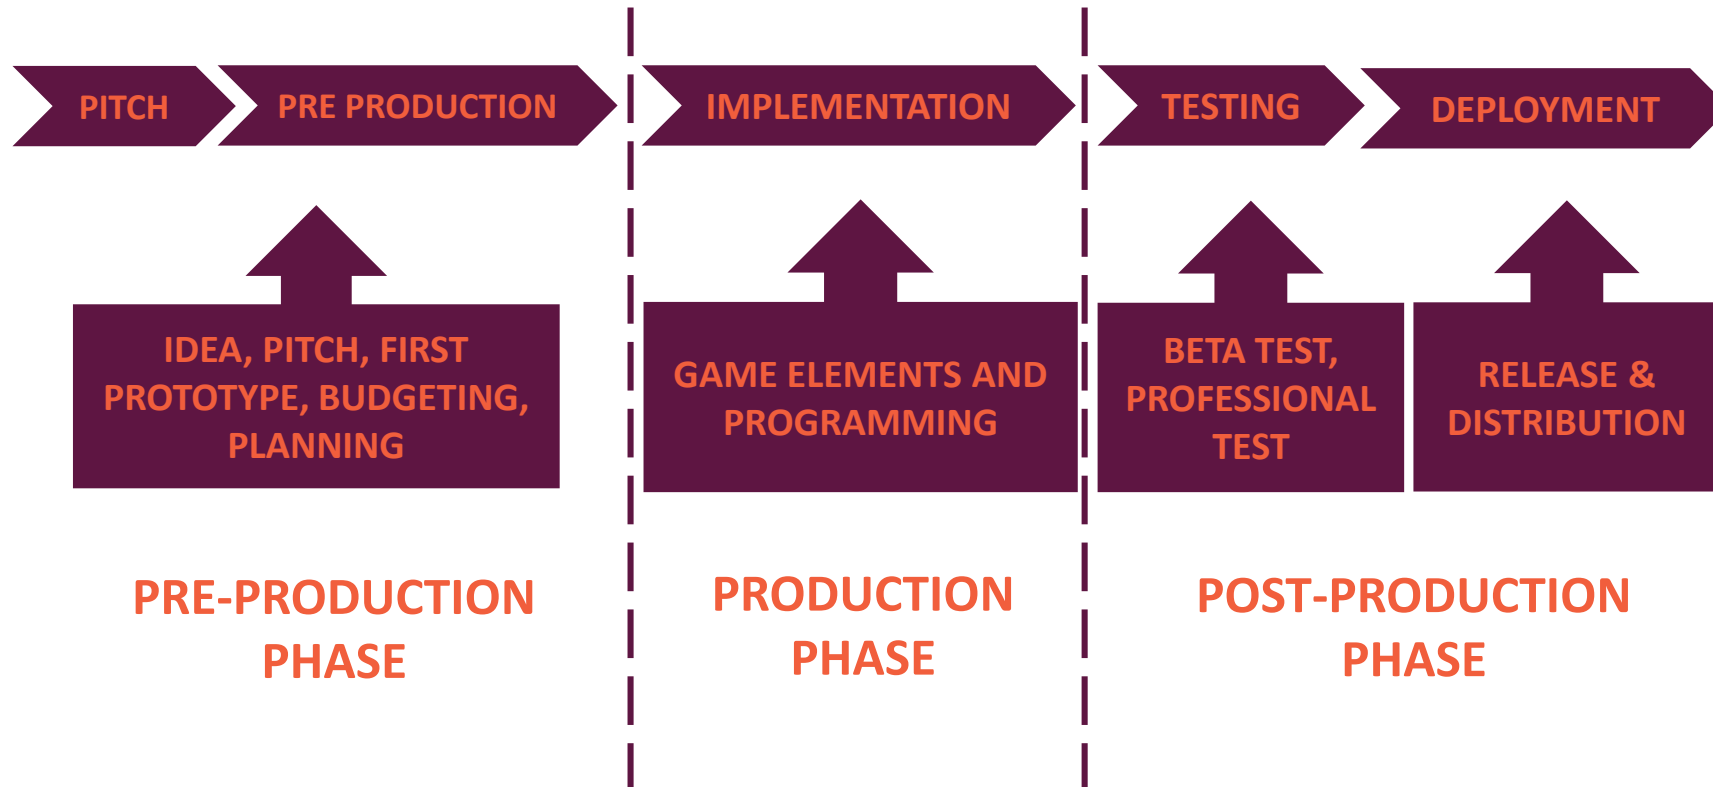 PITCH
PRE PRODUCTION
IMPLEMENTATION
TESTING
DEPLOYMENT
IDEA, PITCH, FIRST
PROTOTYPE, BUDGETING,
PLANNING
GAME ELEMENTS AND
PROGRAMMING
BETA TEST,
PROFESSIONAL
TEST
RELEASE &
DISTRIBUTION
PRE-PRODUCTION
PHASE
PRODUCTION
PHASE
POST-PRODUCTION
PHASE